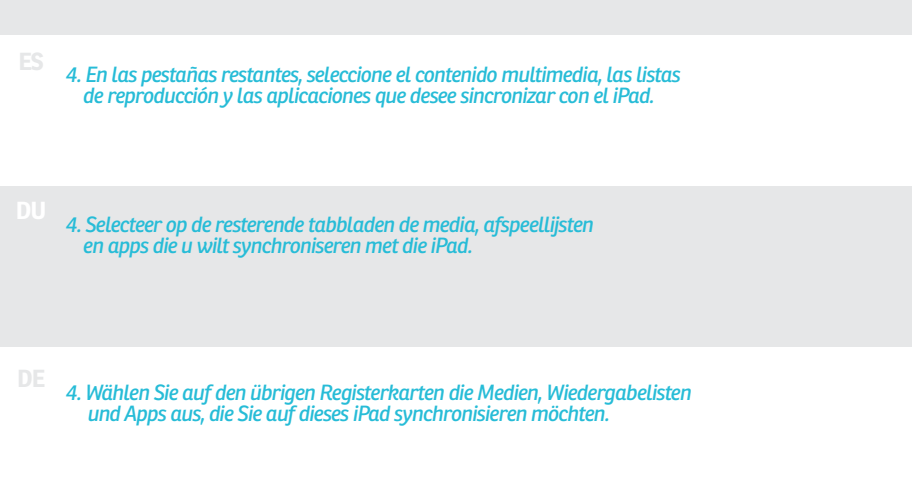 ES
4. En las pestañas restantes, seleccione el contenido multimedia, las listas
de reproducción y las aplicaciones que desee sincronizar con el iPad.
DU
4. Selecteer op de resterende tabbladen de media, afspeellijsten
en apps die u wilt synchroniseren met die iPad.
DE
4. Wählen Sie auf den übrigen Registerkarten die Medien, Wiedergabelisten
und Apps aus, die Sie auf dieses iPad synchronisieren möchten.